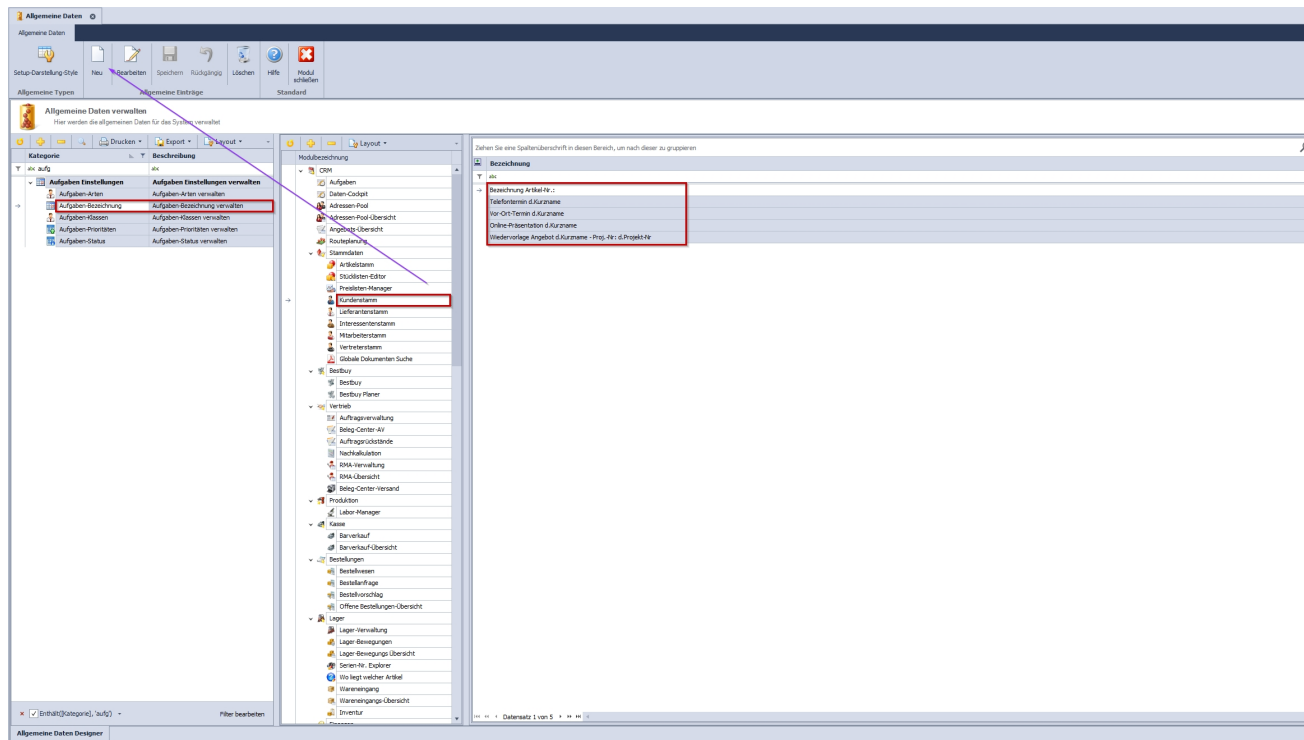 Allgemeine Daten
Allgemeine Daten
Setup-Darstellung-Style
Neu
Bearbeiten
Speichern
Rückgängig
Löschen
Hilfe
Modul schließen
Allgemeine Typen
Allgemeine Einträge
Standard
Allgemeine Daten verwalten
Hier werden die allgemeinen Daten für das System verwaltet
Drucken
Export
Layout
Kategorie
Beschreibung
aufg
Aufgaben Einstellungen
Aufgaben Einstellungen verwalten
Aufgaben-Arten
Aufgaben-Arten verwalten
Aufgaben-Bezeichnung
Aufgaben-Bezeichnung verwalten
Aufgaben-Klassen
Aufgaben-Klassen verwalten
Aufgaben-Prioritäten
Aufgaben-Prioritäten verwalten
Aufgaben-Status
Aufgaben-Status verwalten
Enthält([Kategorie], 'aufg')
Filter bearbeiten
Layout
Modulbezeichnung
CRM
Aufgaben
Daten-Cockpit
Adressen-Pool
Adressen-Pool-Übersicht
Angebots-Übersicht
Routeplanung
Stammdaten
Artikelstamm
Stücklisten-Editor
Preislisten-Manager
Kundenstamm
Lieferantenstamm
Interessentenstamm
Mitarbeiterstamm
Vertreterstamm
Globale Dokumenten Suche
Bestbuy
Bestbuy
Bestbuy Planer
Vertrieb
Auftragsverwaltung
Beleg-Center-AV
Auftragsrückstände
Nachkalkulation
RMA-Verwaltung
RMA-Übersicht
Beleg-Center-Versand
Produktion
Labor-Manager
Kasse
Barverkauf
Barverkauf-Übersicht
Bestellungen
Bestellwesen
Bestellanfrage
Bestellvorschlag
Offene Bestellungen-Übersicht
Lager
Lager-Verwaltung
Lager-Bewegungen
Lager-Bewegungs Übersicht
Serien-Nr. Explorer
Wo liegt welcher Artikel
Wareneingang
Wareneingangs-Übersicht
Inventur
Ziehen Sie eine Spaltenüberschrift in diesen Bereich, um nach dieser zu gruppieren
Bezeichnung
Bezeichnung Artikel-Nr.:
Telefontermin d.Kurzname
Vor-Ort-Termin d.Kurzname
Online-Präsentation d.Kurzname
Wiedervorlage Angebot d.Kurzname - Proj.-Nr: d.Projekt-Nr
Datensatz 1 von 5
Allgemeine Daten Designer